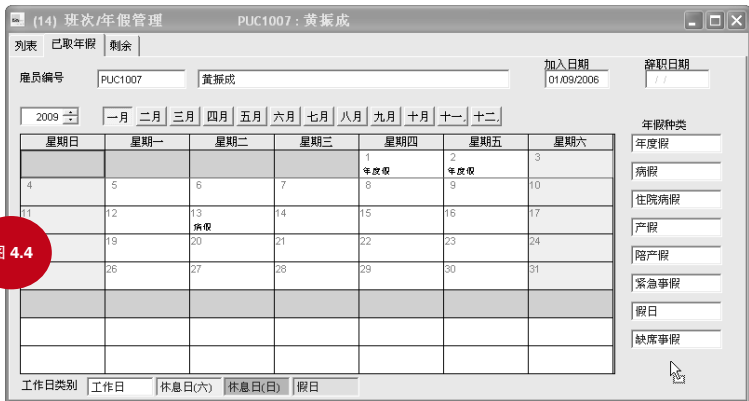 (14) 班次/年假管理 PUC1007 : 黄振成
列表 已取年假 剩余
加入日期 辞职日期
雇员编号 PUC1007 黄振成 01/09/2006 / /
2009 一月 二月 三月 四月 五月 六月 七月 八月 九月 十月 十一. 十二.
年假种类
星期日 星期一 星期二 星期三 星期四 星期五 星期六
年度假
1 2 3
年度假 年度假
病假
4 5 6 7 8 9 10
住院病假
11 12 13 14 15 16 17
病假
产假
19 20 21 22 23 24
图 4.4
陪产假
26 27 28 29 30 31
紧急事假
假日
缺席事假
工作日类别 工作日 休息日(六) 休息日(日) 假日